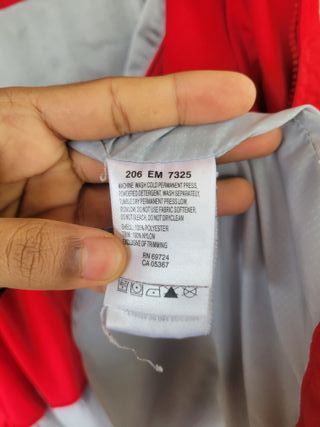 206 EM 7325
MACHINE WASH COLD PERMANENT PRESS,
POWDERED DETERGENT. WASH SEPARATELY,
TUMBLE DRY PERMANENT PRESS LOW,
IRON LOW, DO NOT USE FABRIC SOFTENER,
DO NOT BLEACH, DO NOT DRYCLEAN
SHELL: 100% POLYESTER
100% NYLON
EXCLUSIVE OF TRIMMING
RN 69724
CA 05367